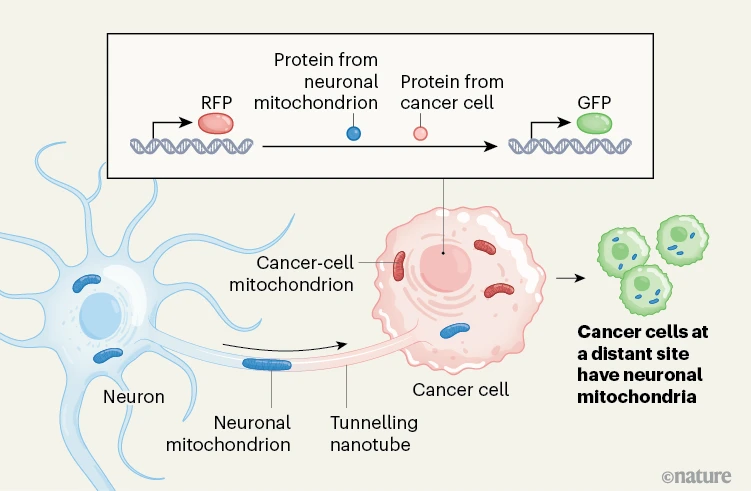 Protein from
neuronal
mitochondrion
Protein from
cancer cell
RFP
GFP
Cancer-cell
mitochondrion
Neuron
Neuronal
mitochondrion
Tunnelling
nanotube
Cancer cell
Cancer cells at
a distant site
have neuronal
mitochondria
©nature